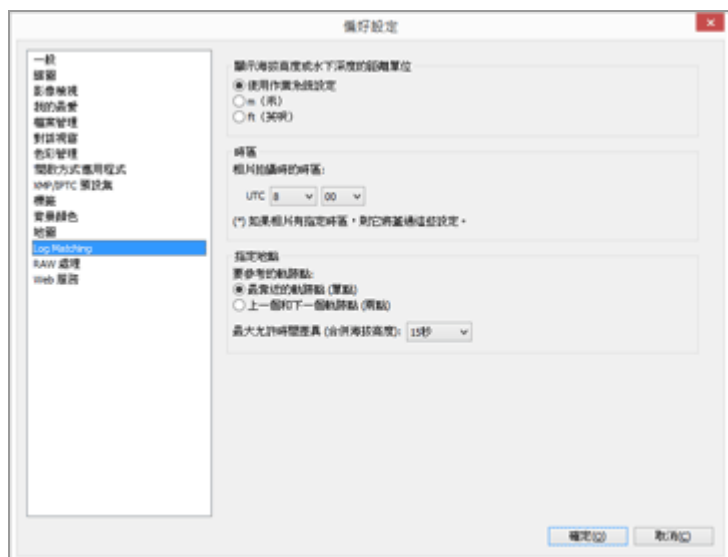 偏好設定
一般
縮圖
影像檢視
我的最愛
檔案管理
對話視窗
色彩管理
開啟方式應用程式
XMP/IPTC 預設集
標籤
背景顏色
地圖
Log Matching
RAW 處理
Web 服務
顯示海拔高度或水下深度的距離單位
使用作業系統設定
m（米）
ft（英呎）
時區
相片拍攝時的時區:
UTC 8 00
(*) 如果相片有指定時區，則它將蓋過這些設定。
指定地點
要參考的軌跡點:
最靠近的軌跡點 (單點)
上一個和下一個軌跡點 (兩點)
最大允許時間差異 (合併海拔高度): 15秒
確定(O)
取消(C)